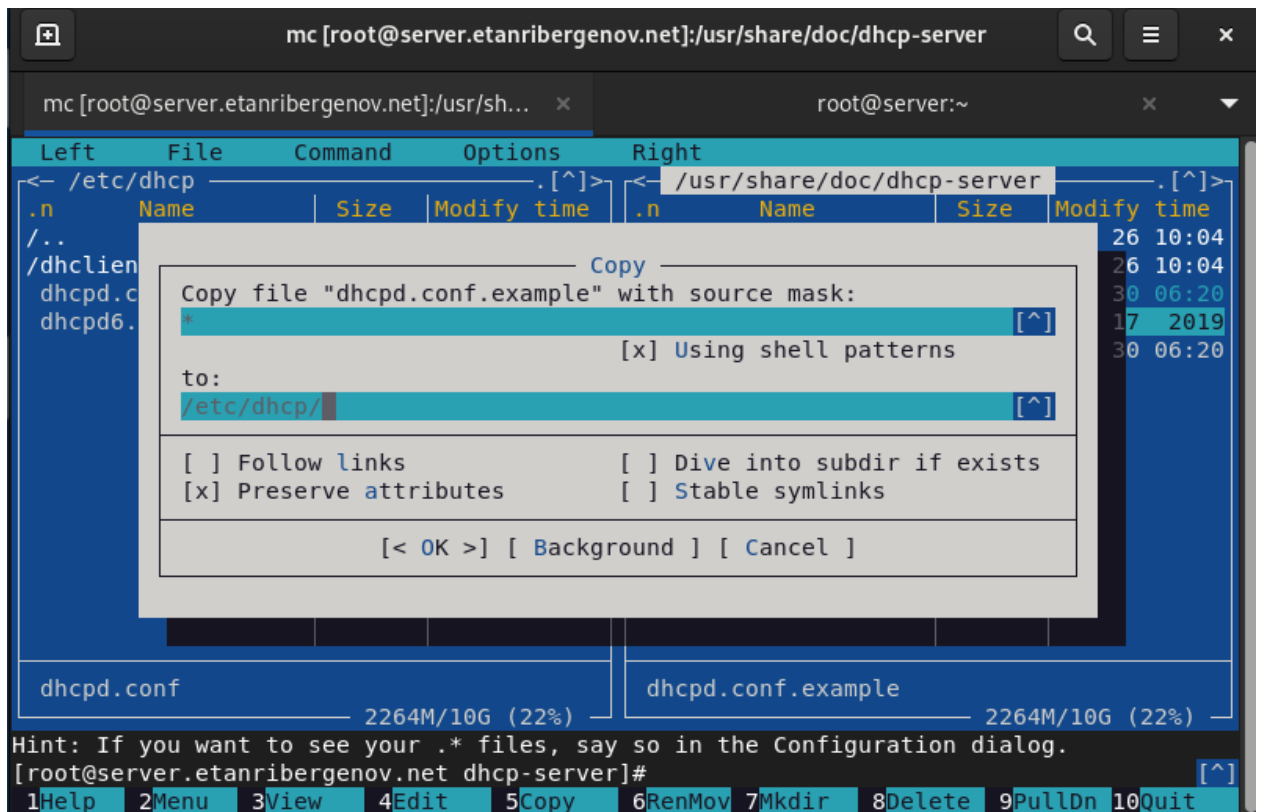 mc [root@server.etanribergenov.net]:/usr/share/doc/dhcp-server
mc [root@server.etanribergenov.net]:/usr/sh... × root@server:~ ×
Left File Command Options Right
<— /etc/dhcp .[^]> <— /usr/share/doc/dhcp-server .[^]>
.n Name Size Modify time .n Name Size Modify time
/.. 26 10:04
/dhclien Copy 26 10:04
dhcpd.c Copy file "dhcpd.conf.example" with source mask: 30 06:20
dhcpd6. * [^] 17 2019
[x] Using shell patterns 30 06:20
to:
/etc/dhcp/ [^]
[ ] Follow links [ ] Dive into subdir if exists
[x] Preserve attributes [ ] Stable symlinks
[< OK >] [ Background ] [ Cancel ]
dhcpd.conf dhcpd.conf.example
2264M/10G (22%) 2264M/10G (22%)
Hint: If you want to see your .* files, say so in the Configuration dialog.
[root@server.etanribergenov.net dhcp-server]# [^]
1Help 2Menu 3View 4Edit 5Copy 6RenMov 7Mkdir 8Delete 9PullDn 10Quit